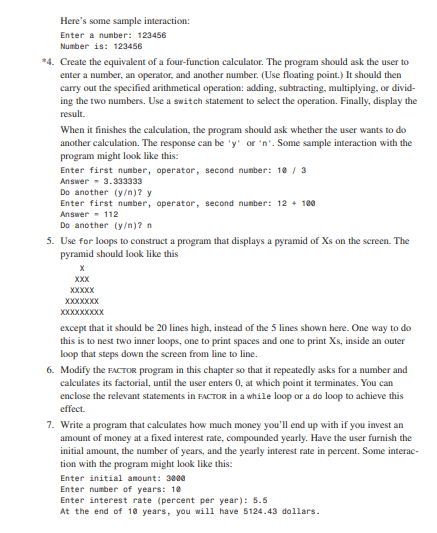 Here's some sample interaction:
Enter a number: 123456
Number is: 123456
*4. Create the equivalent of a four-function calculator. The program should ask the user to
enter a number, an operator, and another number. (Use floating point.) It should then
carry out the specified arithmetical operation: adding, subtracting, multiplying, or divid-
ing the two numbers. Use a switch statement to select the operation. Finally, display the
result.
When it finishes the calculation, the program should ask whether the user wants to do
another calculation. The response can be 'y' or 'n'. Some sample interaction with the
program might look like this:
Enter first number, operator, second number: 10 / 3
Answer = 3.333333
Do another (y/n)? y
Enter first number, operator, second number: 12 + 100
Answer = 112
Do another (y/n)? n
5. Use for loops to construct a program that displays a pyramid of Xs on the screen. The
pyramid should look like this
X
XXX
XXXXX
XXXXXXX
XXXXXXXXX
except that it should be 20 lines high, instead of the 5 lines shown here. One way to do
this is to nest two inner loops, one to print spaces and one to print Xs, inside an outer
loop that steps down the screen from line to line.
6. Modify the FACTOR program in this chapter so that it repeatedly asks for a number and
calculates its factorial, until the user enters 0, at which point it terminates. You can
enclose the relevant statements in FACTOR in a while loop or a do loop to achieve this
effect.
7. Write a program that calculates how much money you'll end up with if you invest an
amount of money at a fixed interest rate, compounded yearly. Have the user furnish the
initial amount, the number of years, and the yearly interest rate in percent. Some interac-
tion with the program might look like this:
Enter initial amount: 3000
Enter number of years: 10
Enter interest rate (percent per year): 5.5
At the end of 10 years, you will have 5124.43 dollars.